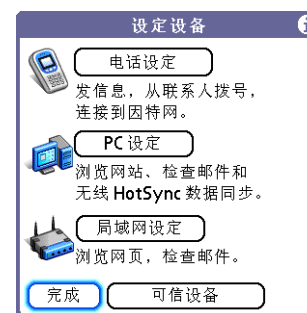 设定设备
电话设定
发信息，从联系人拨号，
连接到因特网。
PC 设定
浏览网站、检查邮件和
无线 HotSync 数据同步。
局域网设定
浏览网页，检查邮件。
完成 可信设备